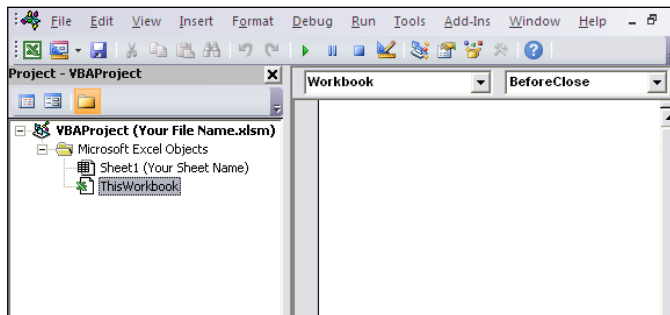 File Edit View Insert Format Debug Run Tools Add-Ins Window Help
Project - VBAProject
Workbook BeforeClose
VBAProject (Your File Name.xlsm)
Microsoft Excel Objects
Sheet1 (Your Sheet Name)
ThisWorkbook